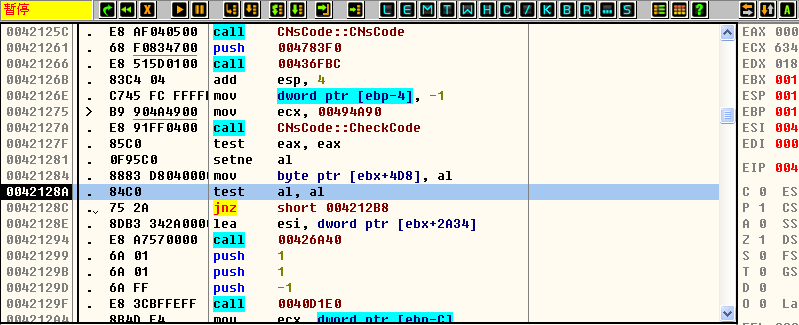 暂停 L E M T W H C / K B R ... S ? A
0042125C . E8 AF040500 call CNsCode::CNsCode EAX 000
00421261 . 68 F0834700 push 004783F0 ECX 634
00421266 . E8 515D0100 call 00436FBC EDX 018
0042126B . 83C4 04 add esp, 4 EBX 001
0042126E . C745 FC FFFFF mov dword ptr [ebp-4], -1 ESP 001
00421275 > B9 904A4900 mov ecx, 00494A90 EBP 001
0042127A . E8 91FF0400 call CNsCode::CheckCode ESI 004
0042127F . 85C0 test eax, eax EDI 000
00421281 . 0F95C0 setne al
00421284 . 8883 D8040000 mov byte ptr [ebx+4D8], al EIP 004
0042128A . 84C0 test al, al C 0 ES
0042128C . 75 2A jnz short 004212B8 P 1 CS
0042128E . 8DB3 342A0000 lea esi, dword ptr [ebx+2A34] A 0 SS
00421294 . E8 A7570000 call 00426A40 Z 1 DS
00421299 . 6A 01 push 1 S 0 FS
0042129B . 6A 01 push 1 T 0 GS
0042129D . 6A FF push -1 D 0
0042129F . E8 3CBFFEFF call 0040D1E0 O 0 La
004212A4 . 8B4D F4 mov ecx, dword ptr [ebp-C]